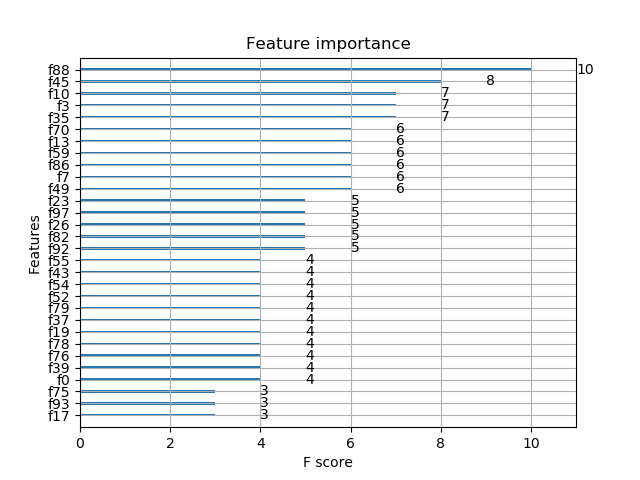 Feature importance
f88 10
f45 8
f10 7
f3 7
f35 7
f70 6
f13 6
f59 6
f86 6
f7 6
f49 6
f23 5
f97 5
f26 5
f82 5
f92 5
f55 4
f43 4
f54 4
f52 4
f79 4
f37 4
f19 4
f78 4
f76 4
f39 4
f0 4
f75 3
f93 3
f17 3
Features
0 2 4 6 8 10
F score